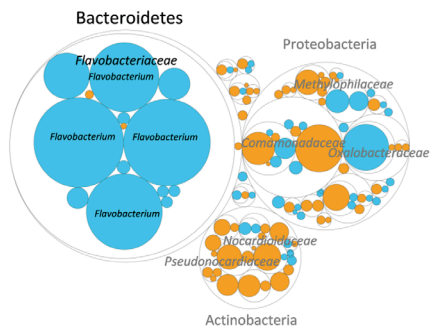 Bacteroidetes
Flavobacteriaceae
Flavobacterium
Flavobacterium
Flavobacterium
Flavobacterium
Proteobacteria
Methylophilaceae
Comamonadaceae
Oxalobacteraceae
Nocardioidaceae
Pseudonocardiaceae
Actinobacteria